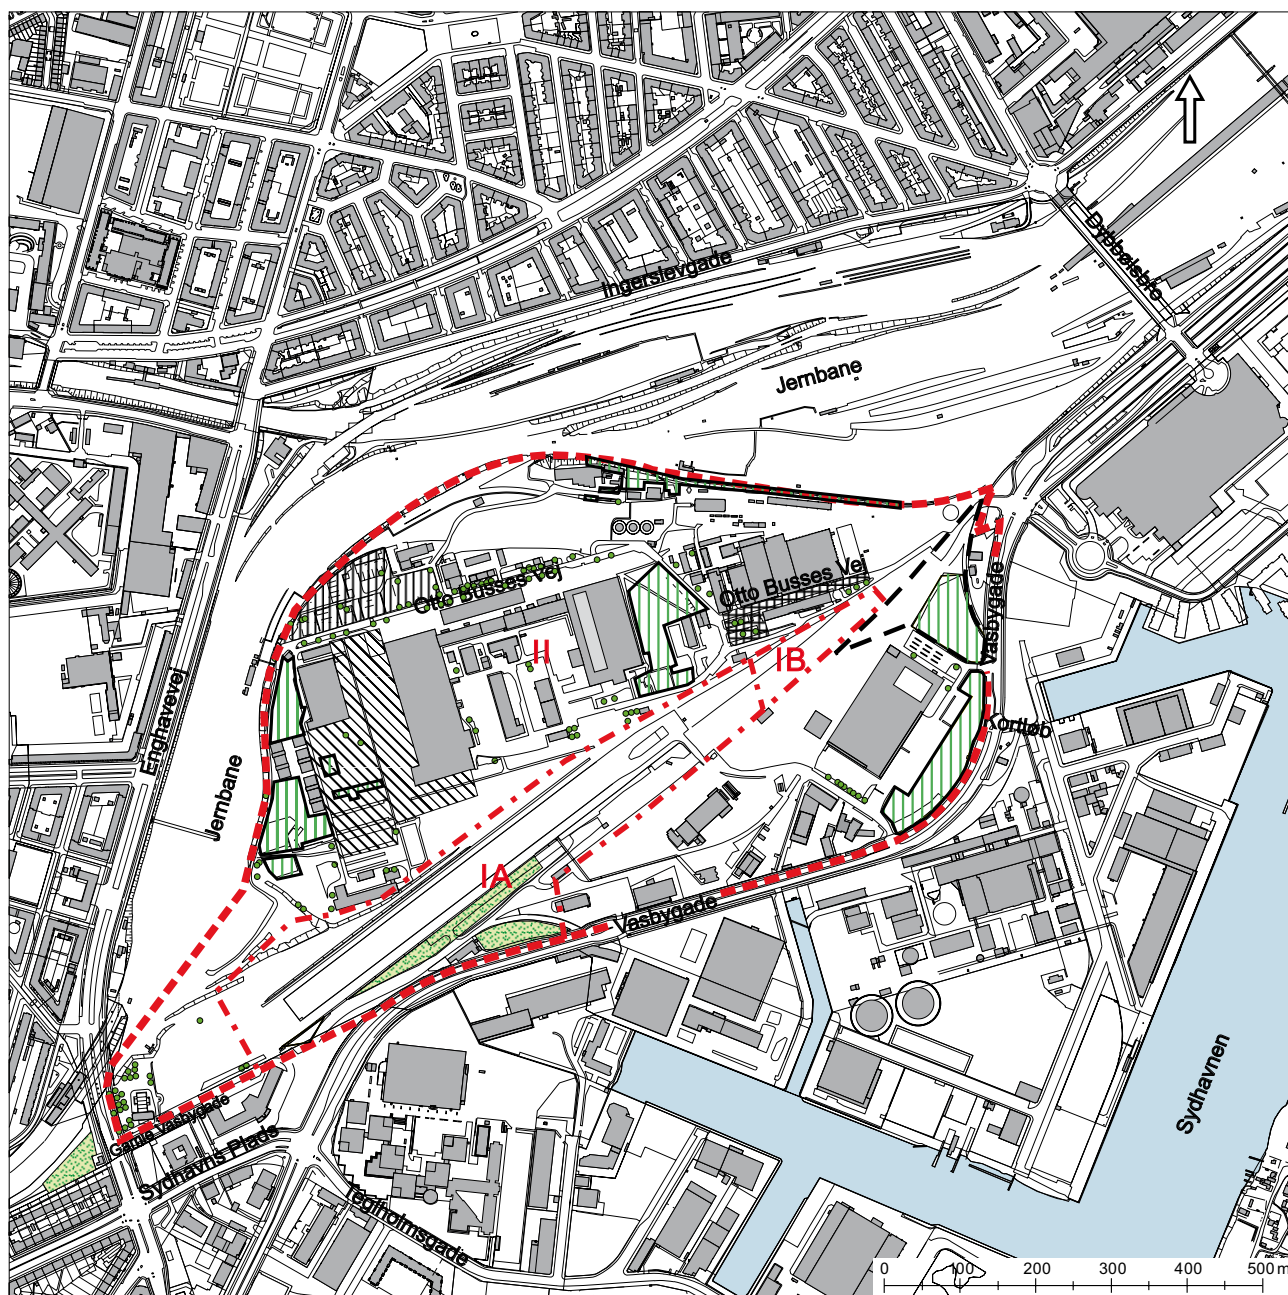 Dybbølsbro
Ingerslevgade
Jernbane
Otto Busses Vej
Otto Busses Vej
II
IB
Vasbygade
Enghavevej
Kortløb
Jernbane
IA
Vasbygade
Sydhavnen
Gamle Vasbygade
Sydhavns Plads
Teglholmsgade
0 100 200 300 400 500 m